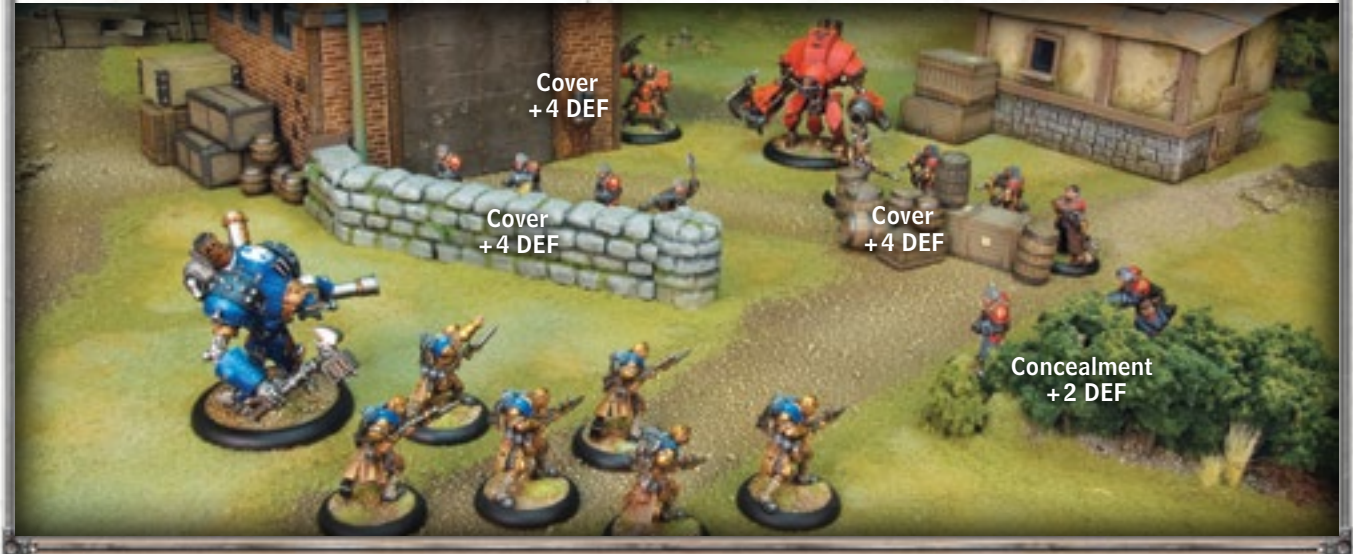 Cover
+4 DEF
Cover
+4 DEF
Cover
+4 DEF
Concealment
+2 DEF